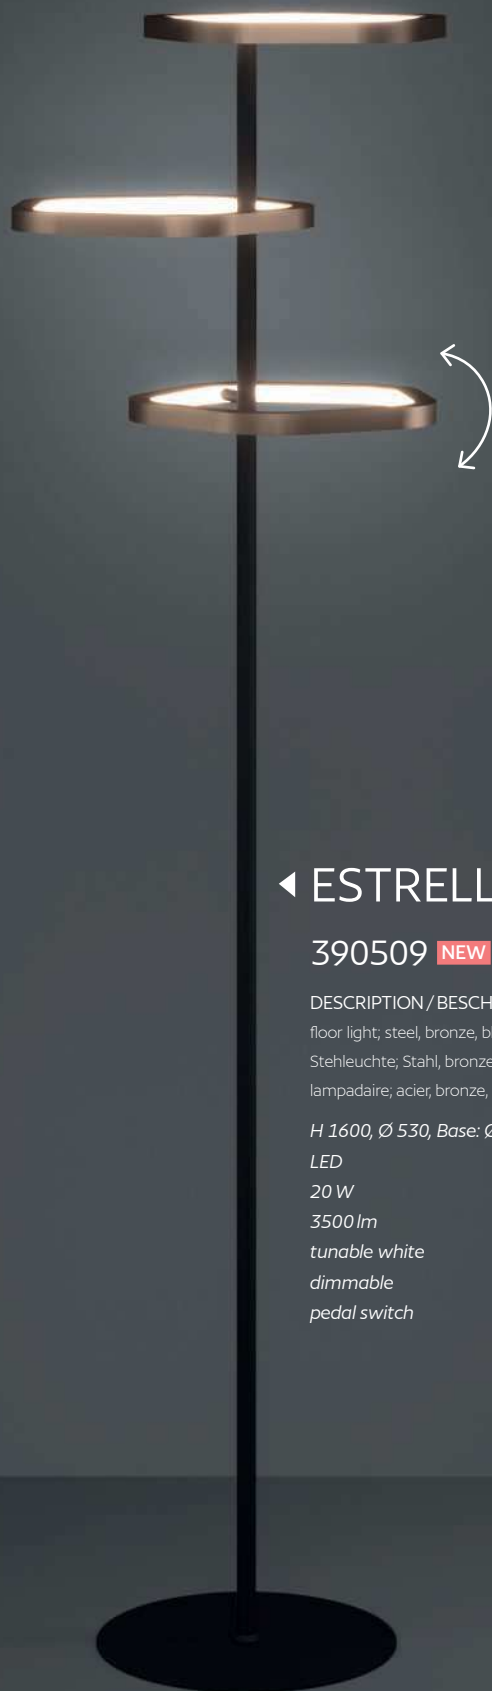 ESTRELL
390509 NEW
DESCRIPTION / BESCH
floor light; steel, bronze, bl
Stehleuchte; Stahl, bronze
lampadaire; acier, bronze,
H 1600, Ø 530, Base: Ø
LED
20 W
3500 lm
tunable white
dimmable
pedal switch